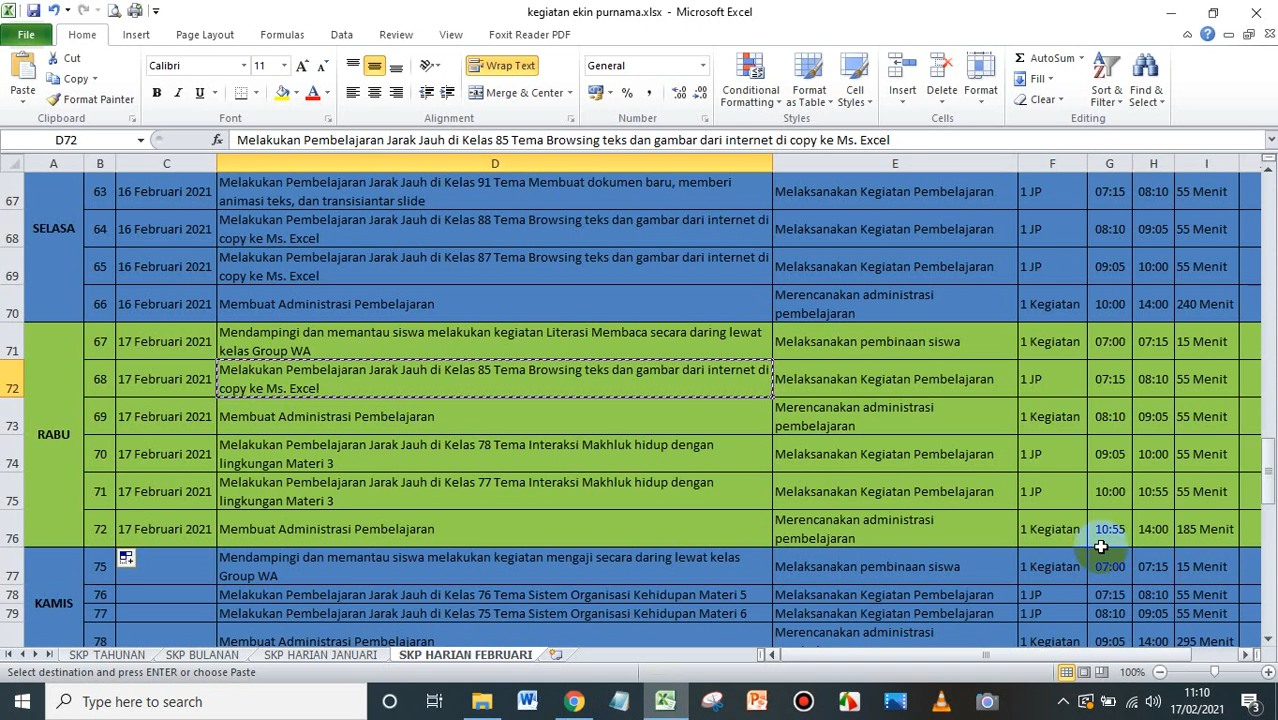 kegiatan ekin purnama.xlsx - Microsoft Excel
File Home Insert Page Layout Formulas Data Review View Foxit Reader PDF
Paste
Cut
Copy
Format Painter
Clipboard
Calibri 11
B I U
Font
Wrap Text
Merge & Center
Alignment
General
Number
Conditional Formatting
Format as Table
Cell Styles
Styles
Insert Delete Format
Cells
AutoSum
Fill
Clear
Sort & Filter
Find & Select
Editing
D72 fx Melakukan Pembelajaran Jarak Jauh di Kelas 85 Tema Browsing teks dan gambar dari internet di copy ke Ms. Excel
A B C D E F G H I
SELASA
67 63 16 Februari 2021 Melakukan Pembelajaran Jarak Jauh di Kelas 91 Tema Membuat dokumen baru, memberi
animasi teks, dan transisiantar slide Melaksanakan Kegiatan Pembelajaran 1 JP 07:15 08:10 55 Menit
68 64 16 Februari 2021 Melakukan Pembelajaran Jarak Jauh di Kelas 88 Tema Browsing teks dan gambar dari internet di
copy ke Ms. Excel Melaksanakan Kegiatan Pembelajaran 1 JP 08:10 09:05 55 Menit
69 65 16 Februari 2021 Melakukan Pembelajaran Jarak Jauh di Kelas 87 Tema Browsing teks dan gambar dari internet di
copy ke Ms. Excel Melaksanakan Kegiatan Pembelajaran 1 JP 09:05 10:00 55 Menit
70 66 16 Februari 2021 Membuat Administrasi Pembelajaran Merencanakan administrasi
pembelajaran 1 Kegiatan 10:00 14:00 240 Menit
RABU
71 67 17 Februari 2021 Mendampingi dan memantau siswa melakukan kegiatan Literasi Membaca secara daring lewat
kelas Group WA Melaksanakan pembinaan siswa 1 Kegiatan 07:00 07:15 15 Menit
72 68 17 Februari 2021 Melakukan Pembelajaran Jarak Jauh di Kelas 85 Tema Browsing teks dan gambar dari internet di
copy ke Ms. Excel Melaksanakan Kegiatan Pembelajaran 1 JP 07:15 08:10 55 Menit
73 69 17 Februari 2021 Membuat Administrasi Pembelajaran Merencanakan administrasi
pembelajaran 1 Kegiatan 08:10 09:05 55 Menit
74 70 17 Februari 2021 Melakukan Pembelajaran Jarak Jauh di Kelas 78 Tema Interaksi Makhluk hidup dengan
lingkungan Materi 3 Melaksanakan Kegiatan Pembelajaran 1 JP 09:05 10:00 55 Menit
75 71 17 Februari 2021 Melakukan Pembelajaran Jarak Jauh di Kelas 77 Tema Interaksi Makhluk hidup dengan
lingkungan Materi 3 Melaksanakan Kegiatan Pembelajaran 1 JP 10:00 10:55 55 Menit
76 72 17 Februari 2021 Membuat Administrasi Pembelajaran Merencanakan administrasi
pembelajaran 1 Kegiatan 10:55 14:00 185 Menit
KAMIS
77 75 Mendampingi dan memantau siswa melakukan kegiatan mengaji secara daring lewat kelas
Group WA Melaksanakan pembinaan siswa 1 Kegiatan 07:00 07:15 15 Menit
78 76 Melakukan Pembelajaran Jarak Jauh di Kelas 76 Tema Sistem Organisasi Kehidupan Materi 5 Melaksanakan Kegiatan Pembelajaran 1 JP 07:15 08:10 55 Menit
79 77 Melakukan Pembelajaran Jarak Jauh di Kelas 75 Tema Sistem Organisasi Kehidupan Materi 6 Melaksanakan Kegiatan Pembelajaran 1 JP 08:10 09:05 55 Menit
78 Membuat Administrasi Pembelajaran Merencanakan administrasi 1 Kegiatan 09:05 14:00 295 Menit
SKP TAHUNAN SKP BULANAN SKP HARIAN JANUARI SKP HARIAN FEBRUARI
Select destination and press ENTER or choose Paste 100%
Type here to search 11:10
17/02/2021
3